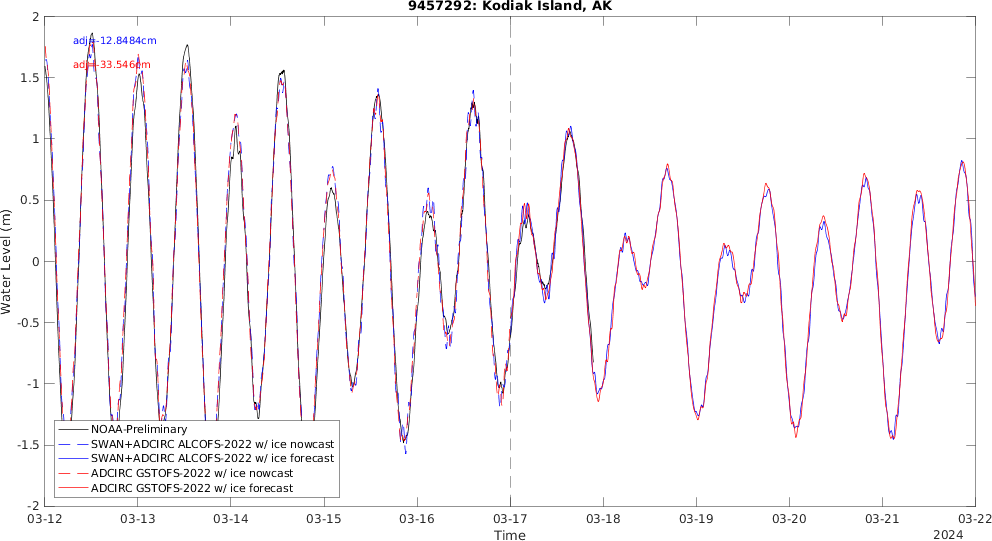 9457292: Kodiak Island, AK
2
adj=-12.8484cm
adj=-33.546cm
1.5
1
0.5
0
-0.5
-1
-1.5
-2
Water Level (m)
NOAA-Preliminary
SWAN+ADCIRC ALCOFS-2022 w/ ice nowcast
SWAN+ADCIRC ALCOFS-2022 w/ ice forecast
ADCIRC GSTOFS-2022 w/ ice nowcast
ADCIRC GSTOFS-2022 w/ ice forecast
03-12 03-13 03-14 03-15 03-16 03-17 03-18 03-19 03-20 03-21 03-22
Time
2024